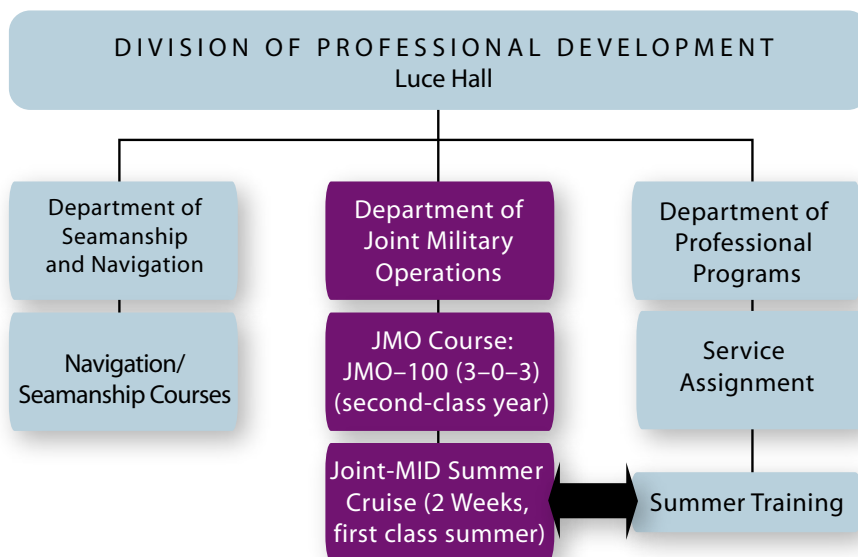 DIVISION OF PROFESSIONAL DEVELOPMENT
Luce Hall
Department of
Seamanship
and Navigation
Navigation/
Seamanship Courses
Department of
Joint Military
Operations
JMO Course:
JMO–100 (3–0–3)
(second-class year)
Joint-MID Summer
Cruise (2 Weeks,
first class summer)
Department of
Professional
Programs
Service
Assignment
Summer Training